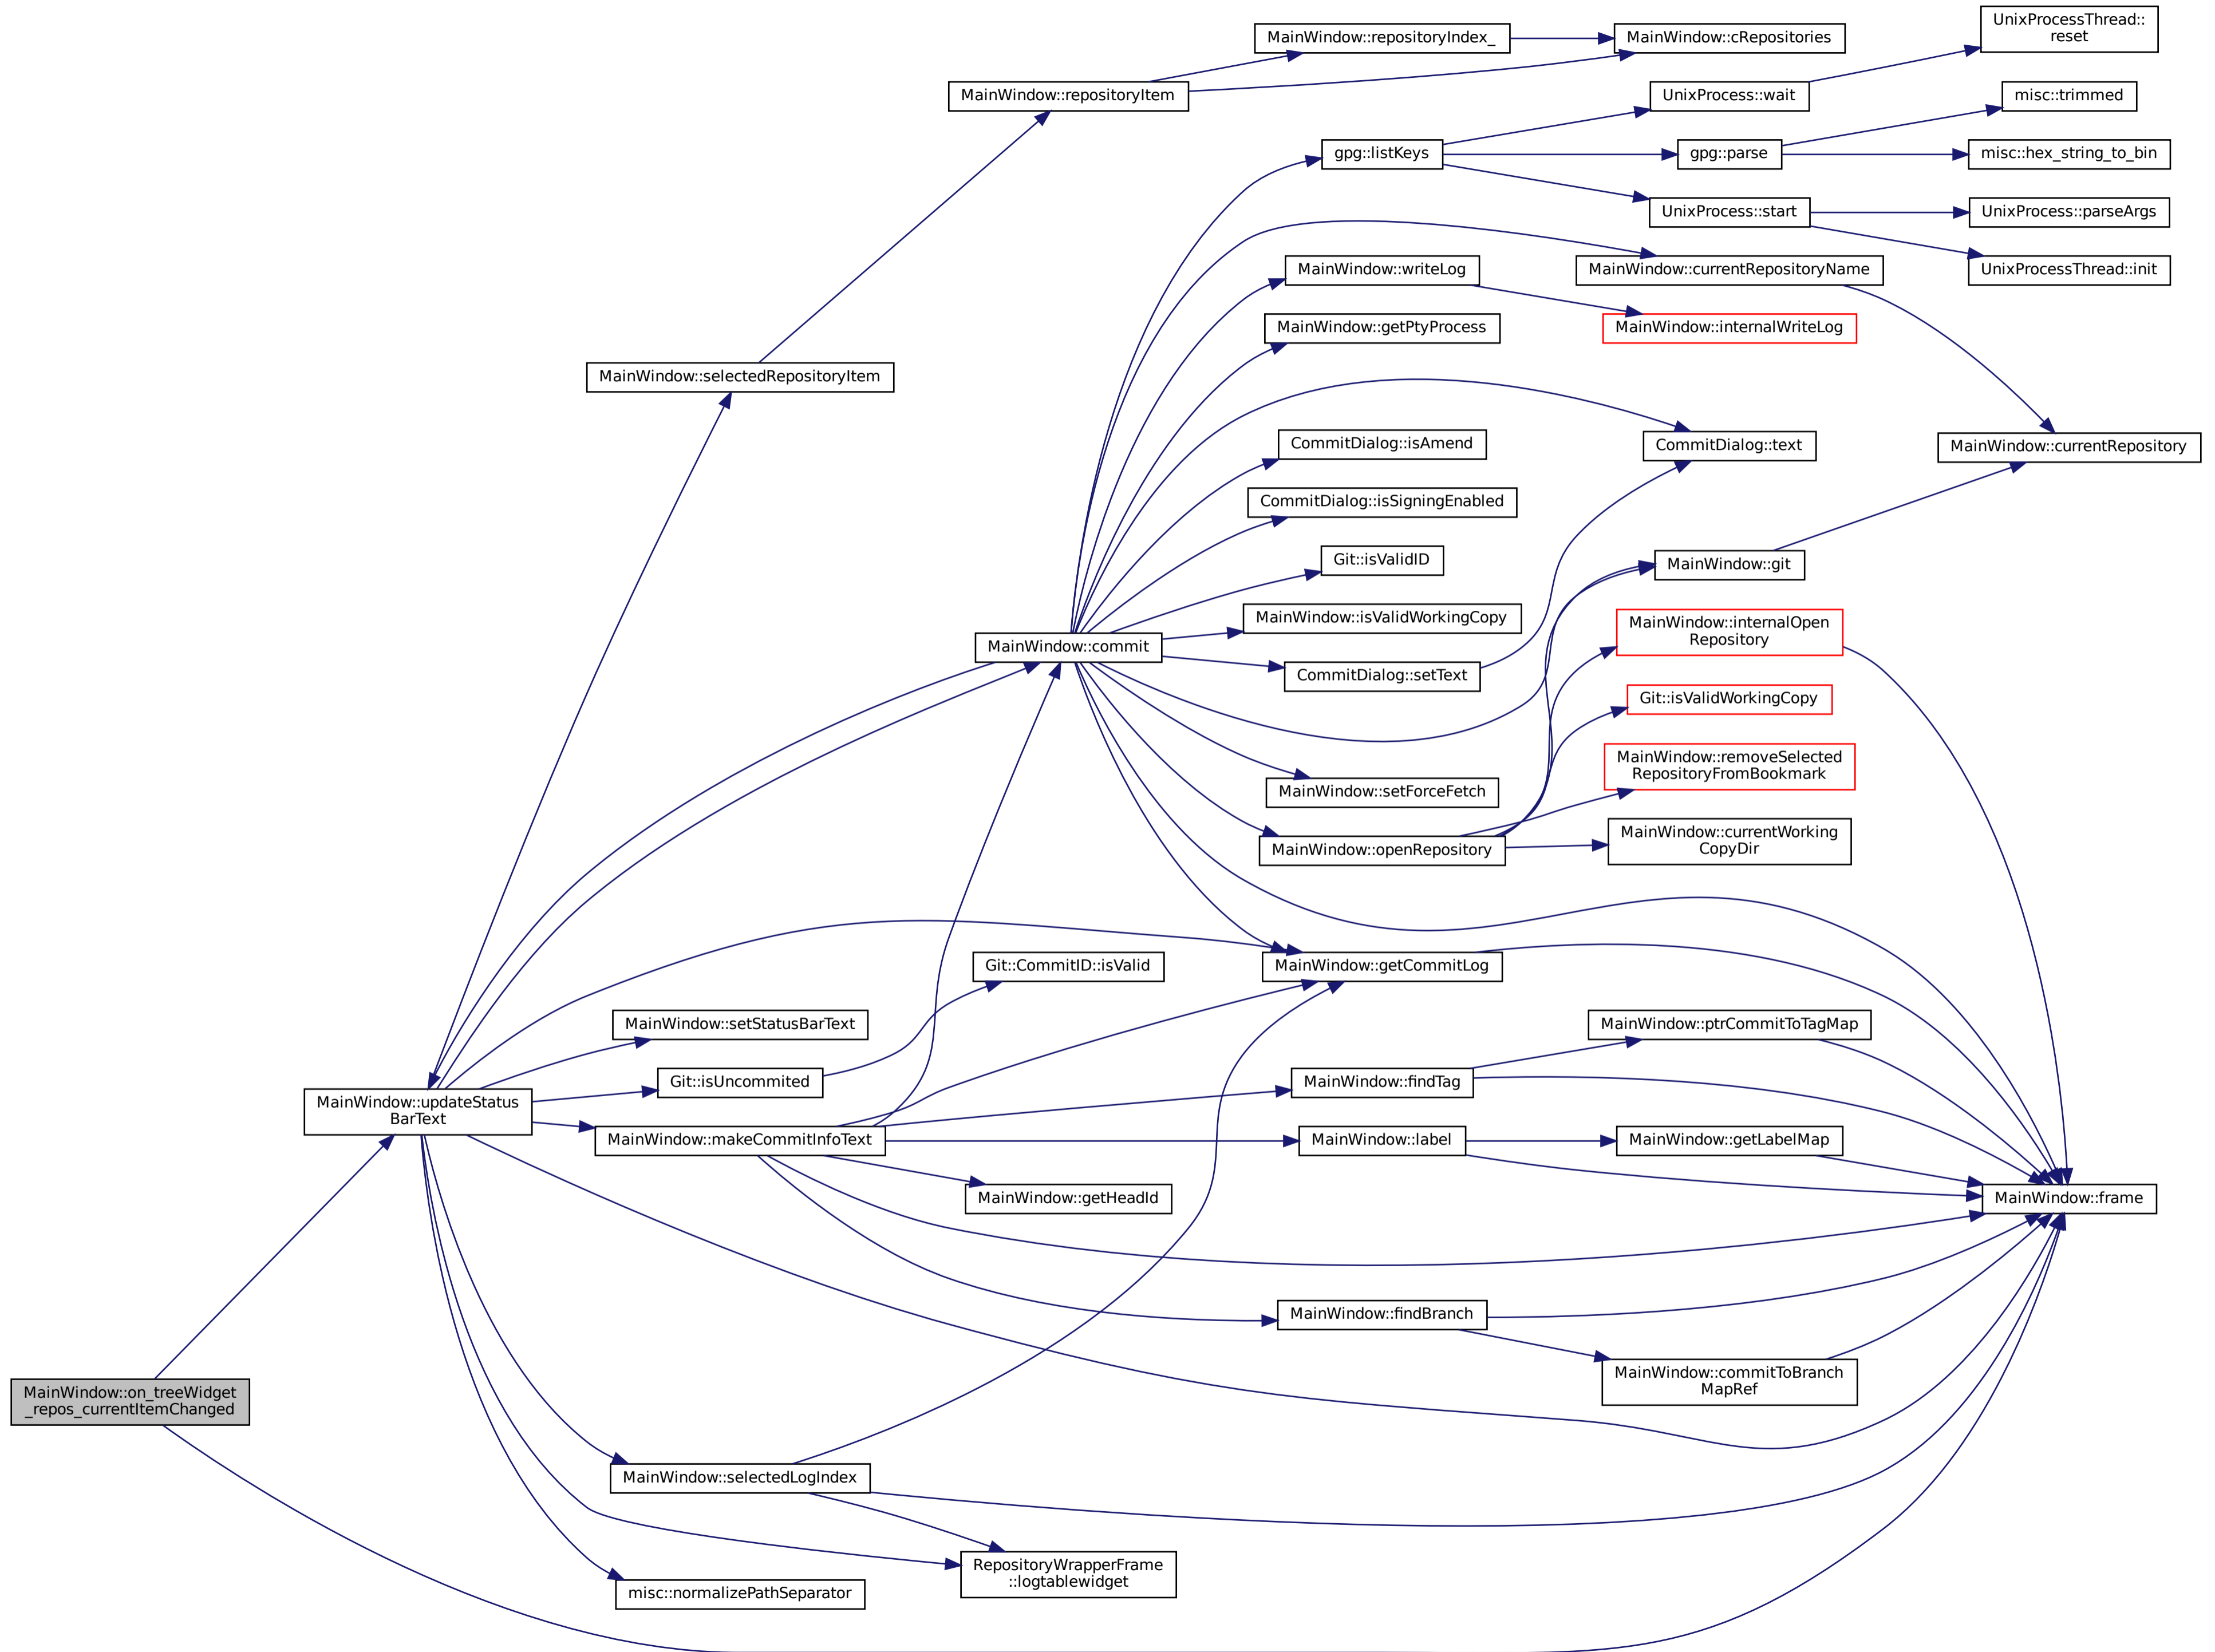 UnixProcessThread::
reset
MainWindow::repositoryIndex_
MainWindow::cRepositories
MainWindow::repositoryItem
UnixProcess::wait
misc::trimmed
gpg::listKeys
gpg::parse
misc::hex_string_to_bin
UnixProcess::start
UnixProcess::parseArgs
MainWindow::writeLog
MainWindow::currentRepositoryName
UnixProcessThread::init
MainWindow::getPtyProcess
MainWindow::internalWriteLog
MainWindow::selectedRepositoryItem
CommitDialog::isAmend
CommitDialog::text
MainWindow::currentRepository
CommitDialog::isSigningEnabled
Git::isValidID
MainWindow::git
MainWindow::isValidWorkingCopy
MainWindow::internalOpen
Repository
MainWindow::commit
CommitDialog::setText
Git::isValidWorkingCopy
MainWindow::removeSelected
RepositoryFromBookmark
MainWindow::setForceFetch
MainWindow::openRepository
MainWindow::currentWorking
CopyDir
Git::CommitID::isValid
MainWindow::getCommitLog
MainWindow::setStatusBarText
MainWindow::ptrCommitToTagMap
Git::isUncommited
MainWindow::findTag
MainWindow::updateStatus
BarText
MainWindow::makeCommitInfoText
MainWindow::label
MainWindow::getLabelMap
MainWindow::getHeadId
MainWindow::frame
MainWindow::findBranch
MainWindow::commitToBranch
MapRef
MainWindow::on_treeWidget
_repos_currentItemChanged
MainWindow::selectedLogIndex
RepositoryWrapperFrame
::logtablewidget
misc::normalizePathSeparator